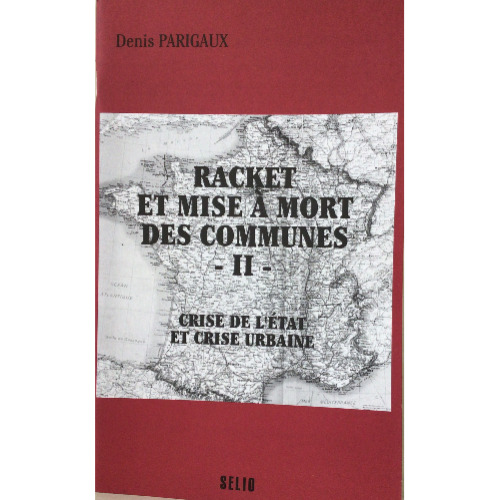 Denis PARIGAUX
RACKET
ET MISE À MORT
DES COMMUNES
- II -
CRISE DE L'ÉTAT
ET CRISE URBAINE
SELIO